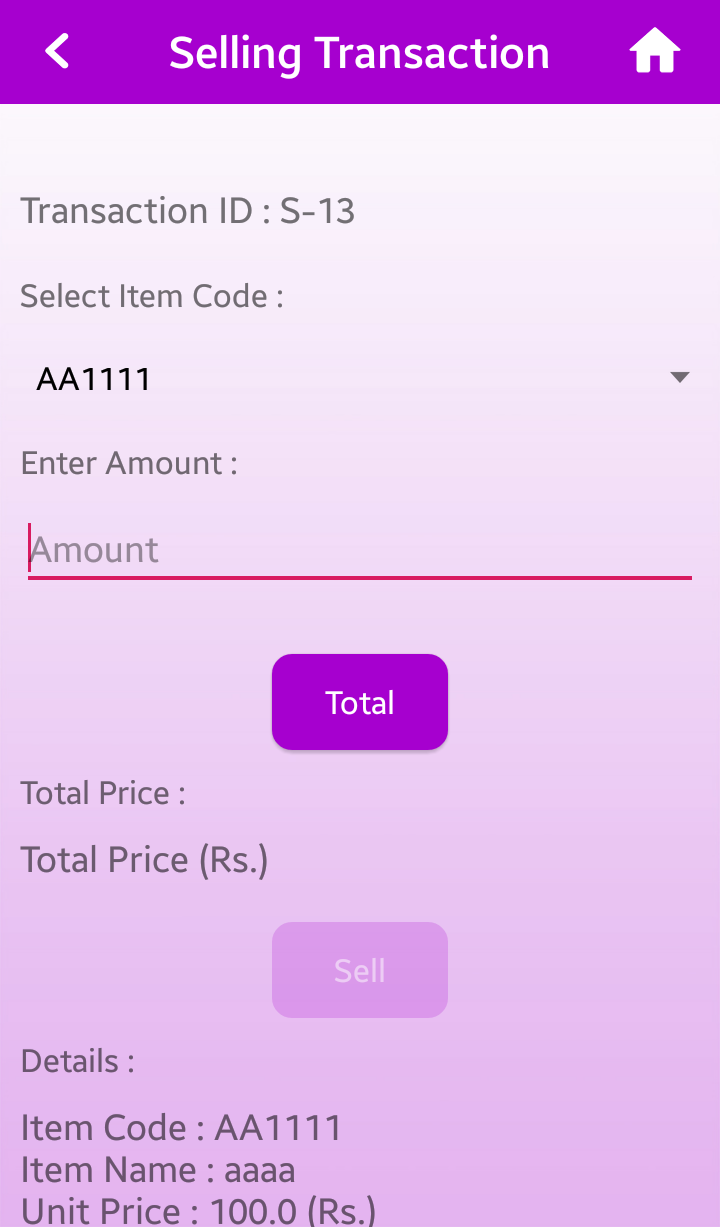 Selling Transaction
Transaction ID : S-13
Select Item Code :
AA1111
Enter Amount :
Amount
Total
Total Price :
Total Price (Rs.)
Sell
Details :
Item Code : AA1111
Item Name : aaaa
Unit Price : 100.0 (Rs.)